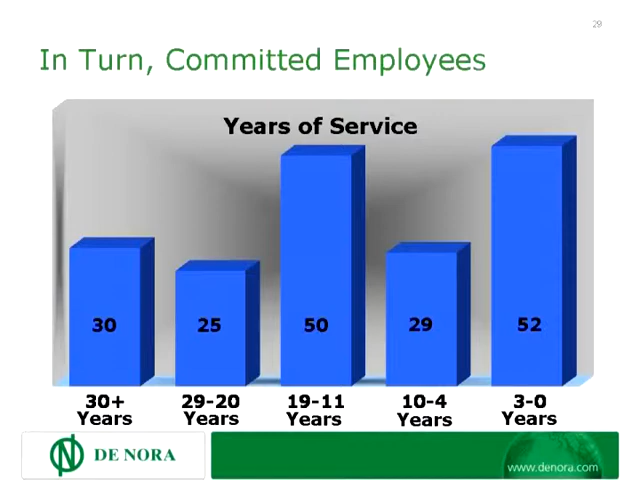 29
In Turn, Committed Employees
Years of Service
30 25 50 29 52
30+ 29-20 19-11 10-4 3-0
Years Years Years Years Years
DE NORA
www.denora.com